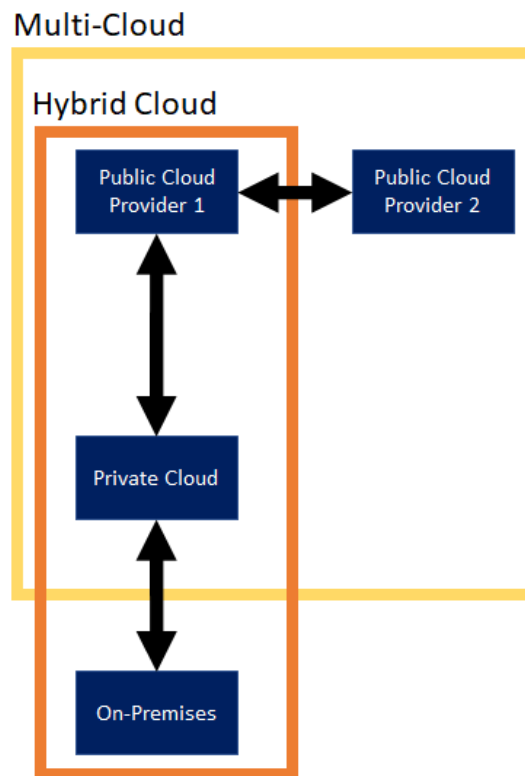 Multi-Cloud
Hybrid Cloud
Public Cloud
Provider 1
Public Cloud
Provider 2
Private Cloud
On-Premises